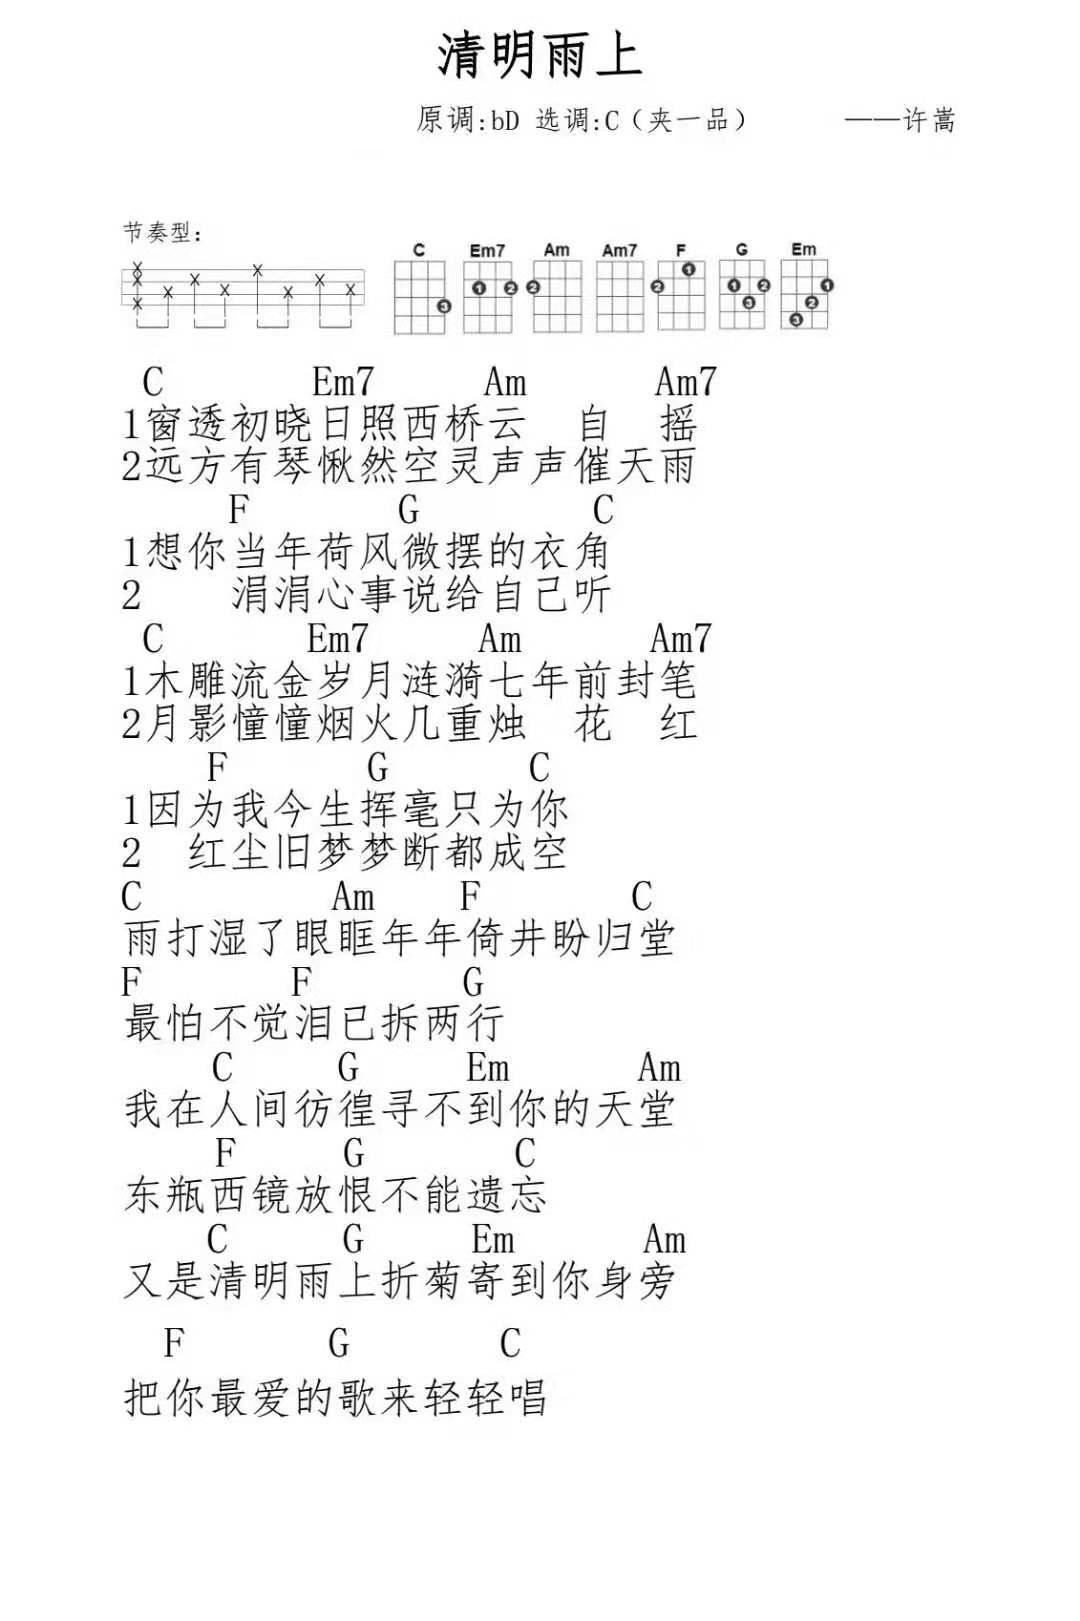 清明雨上
原调:bD 选调:C（夹一品） ——许嵩
节奏型：
C Em7 Am Am7 F G Em
C Em7 Am Am7
1窗透初晓日照西桥云 自 摇
2远方有琴愀然空灵声声催天雨
F G C
1想你当年荷风微摆的衣角
2 涓涓心事说给自己听
C Em7 Am Am7
1木雕流金岁月涟漪七年前封笔
2月影憧憧烟火几重烛 花 红
F G C
1因为我今生挥毫只为你
2 红尘旧梦梦断都成空
C Am F C
雨打湿了眼眶年年倚井盼归堂
F F G
最怕不觉泪已拆两行
C G Em Am
我在人间彷徨寻不到你的天堂
F G C
东瓶西镜放恨不能遗忘
C G Em Am
又是清明雨上折菊寄到你身旁
F G C
把你最爱的歌来轻轻唱